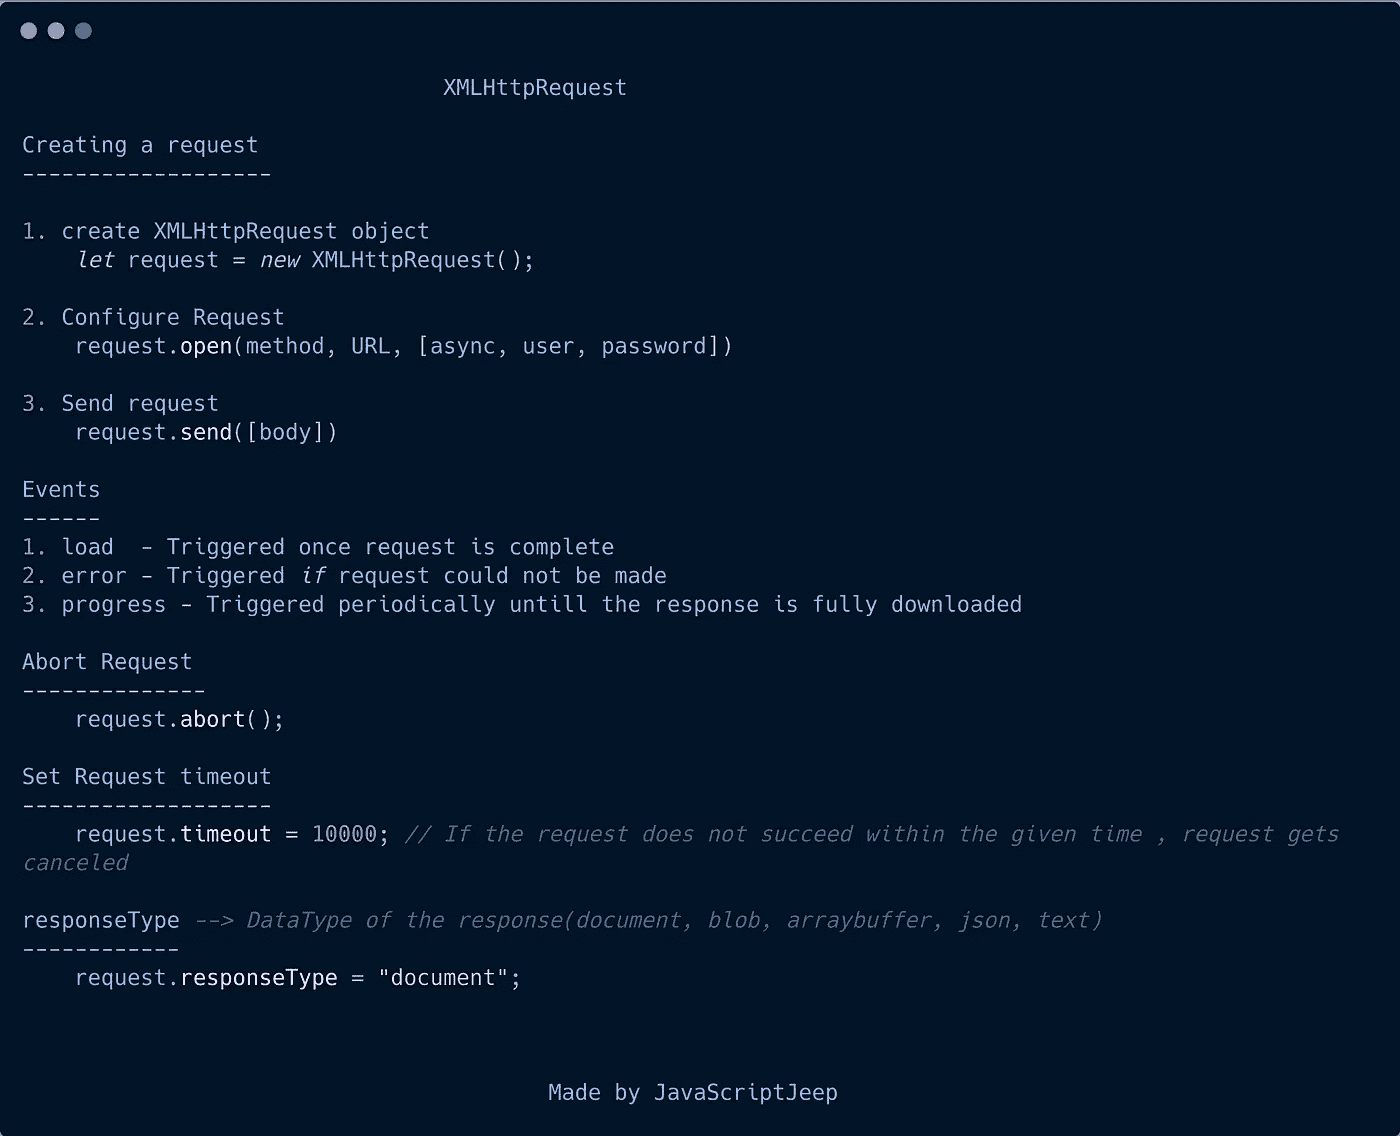 XMLHttpRequest
Creating a request
-------------------
1. create XMLHttpRequest object
let request = new XMLHttpRequest();
2. Configure Request
request.open(method, URL, [async, user, password])
3. Send request
request.send([body])
Events
------
1. load  - Triggered once request is complete
2. error - Triggered if request could not be made
3. progress - Triggered periodically untill the response is fully downloaded
Abort Request
--------------
request.abort();
Set Request timeout
-------------------
request.timeout = 10000; // If the request does not succeed within the given time , request gets
canceled
responseType --> DataType of the response(document, blob, arraybuffer, json, text)
------------
request.responseType = "document";
Made by JavaScriptJeep